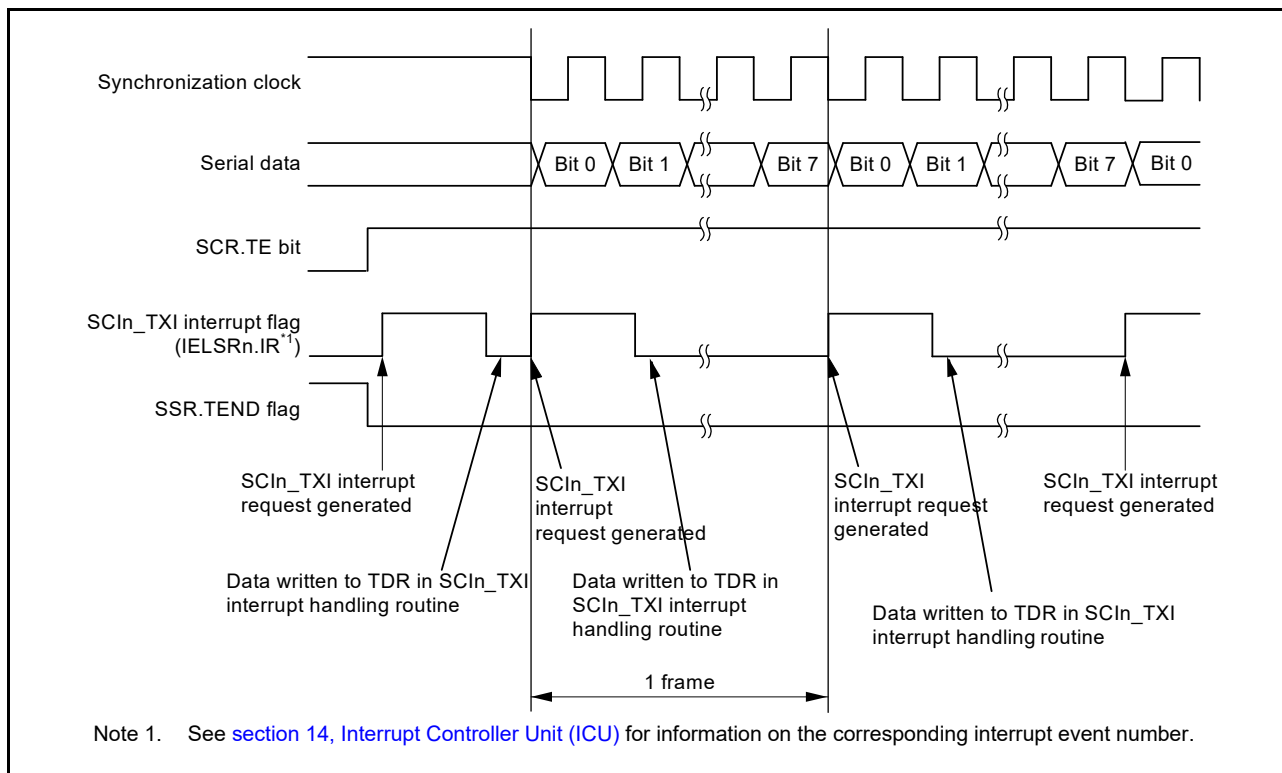 Synchronization clock
Serial data
Bit 0 Bit 1 Bit 7 Bit 0 Bit 1 Bit 7 Bit 0
SCR.TE bit
SCIn_TXI interrupt flag
(IELSRn.IR*1)
SSR.TEND flag
SCIn_TXI interrupt
request generated
SCIn_TXI
interrupt
request generated
SCIn_TXI
interrupt request
generated
SCIn_TXI interrupt
request generated
Data written to TDR in SCIn_TXI
interrupt handling routine
Data written to TDR in
SCIn_TXI interrupt
handling routine
Data written to TDR in SCIn_TXI
interrupt handling routine
1 frame
Note 1. See section 14, Interrupt Controller Unit (ICU) for information on the corresponding interrupt event number.